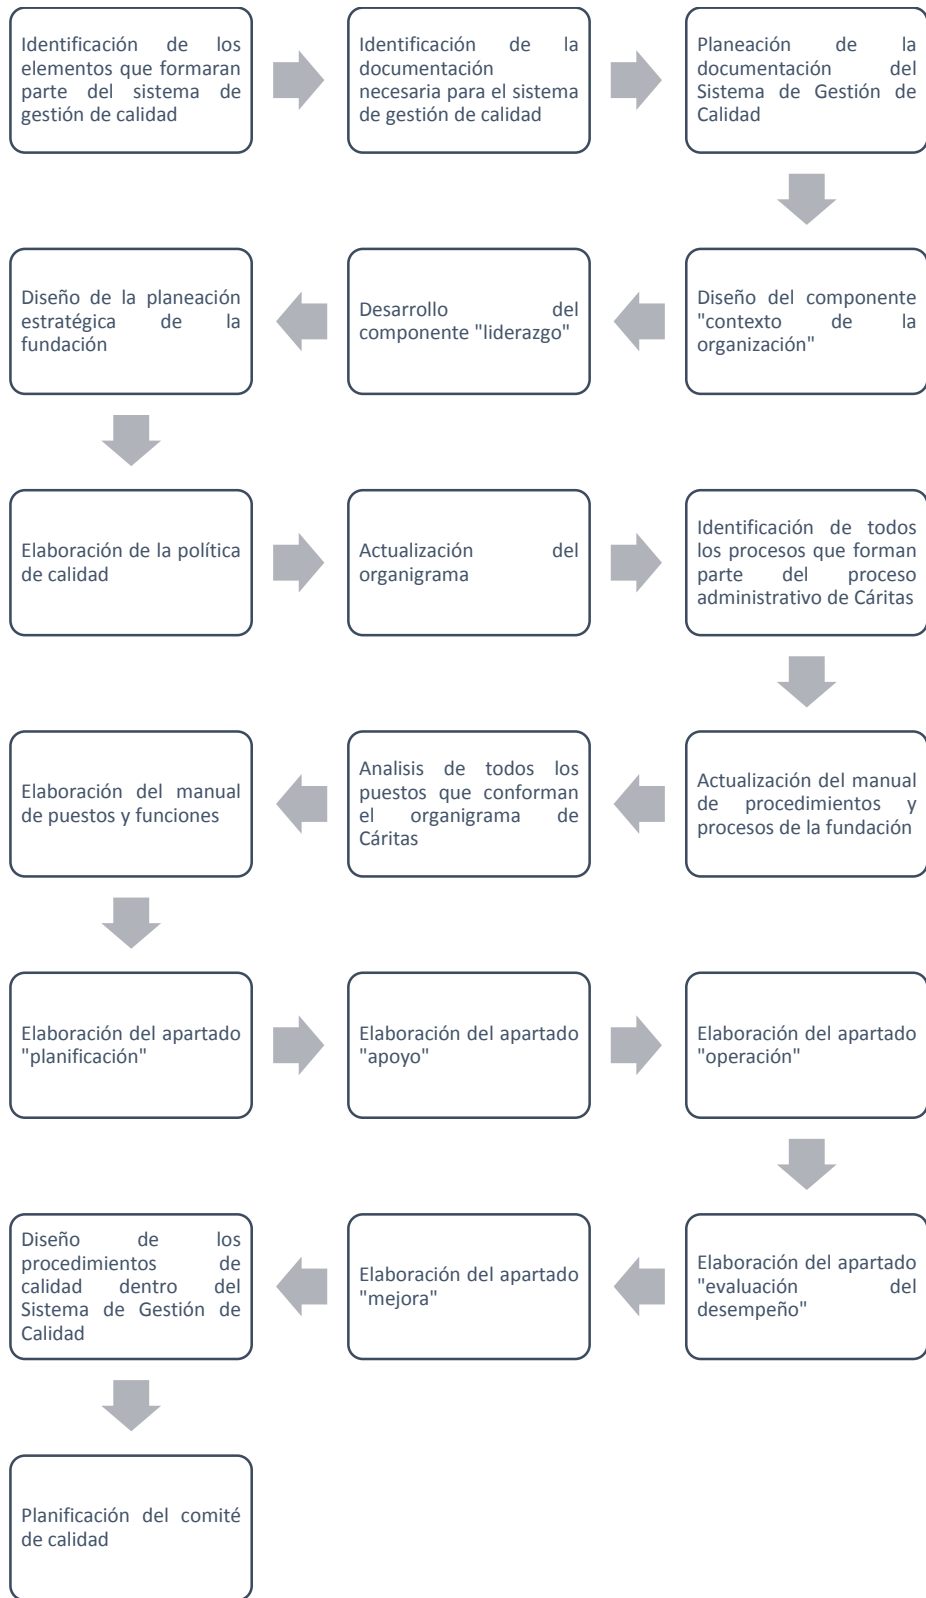 Identificación de los
elementos que formaran
parte del sistema de
gestión de calidad
Identificación de la
documentación
necesaria para el sistema
de gestión de calidad
Planeación de la
documentación del
Sistema de Gestión de
Calidad
Diseño del componente
"contexto de la
organización"
Desarrollo del
componente "liderazgo"
Diseño de la planeación
estratégica de la
fundación
Elaboración de la política
de calidad
Actualización del
organigrama
Identificación de todos
los procesos que forman
parte del proceso
administrativo de Cáritas
Actualización del manual
de procedimientos y
procesos de la fundación
Analisis de todos los
puestos que conforman
el organigrama de
Cáritas
Elaboración del manual
de puestos y funciones
Elaboración del apartado
"planificación"
Elaboración del apartado
"apoyo"
Elaboración del apartado
"operación"
Elaboración del apartado
"evaluación del
desempeño"
Elaboración del apartado
"mejora"
Diseño de los
procedimientos de
calidad dentro del
Sistema de Gestión de
Calidad
Planificación del comité
de calidad